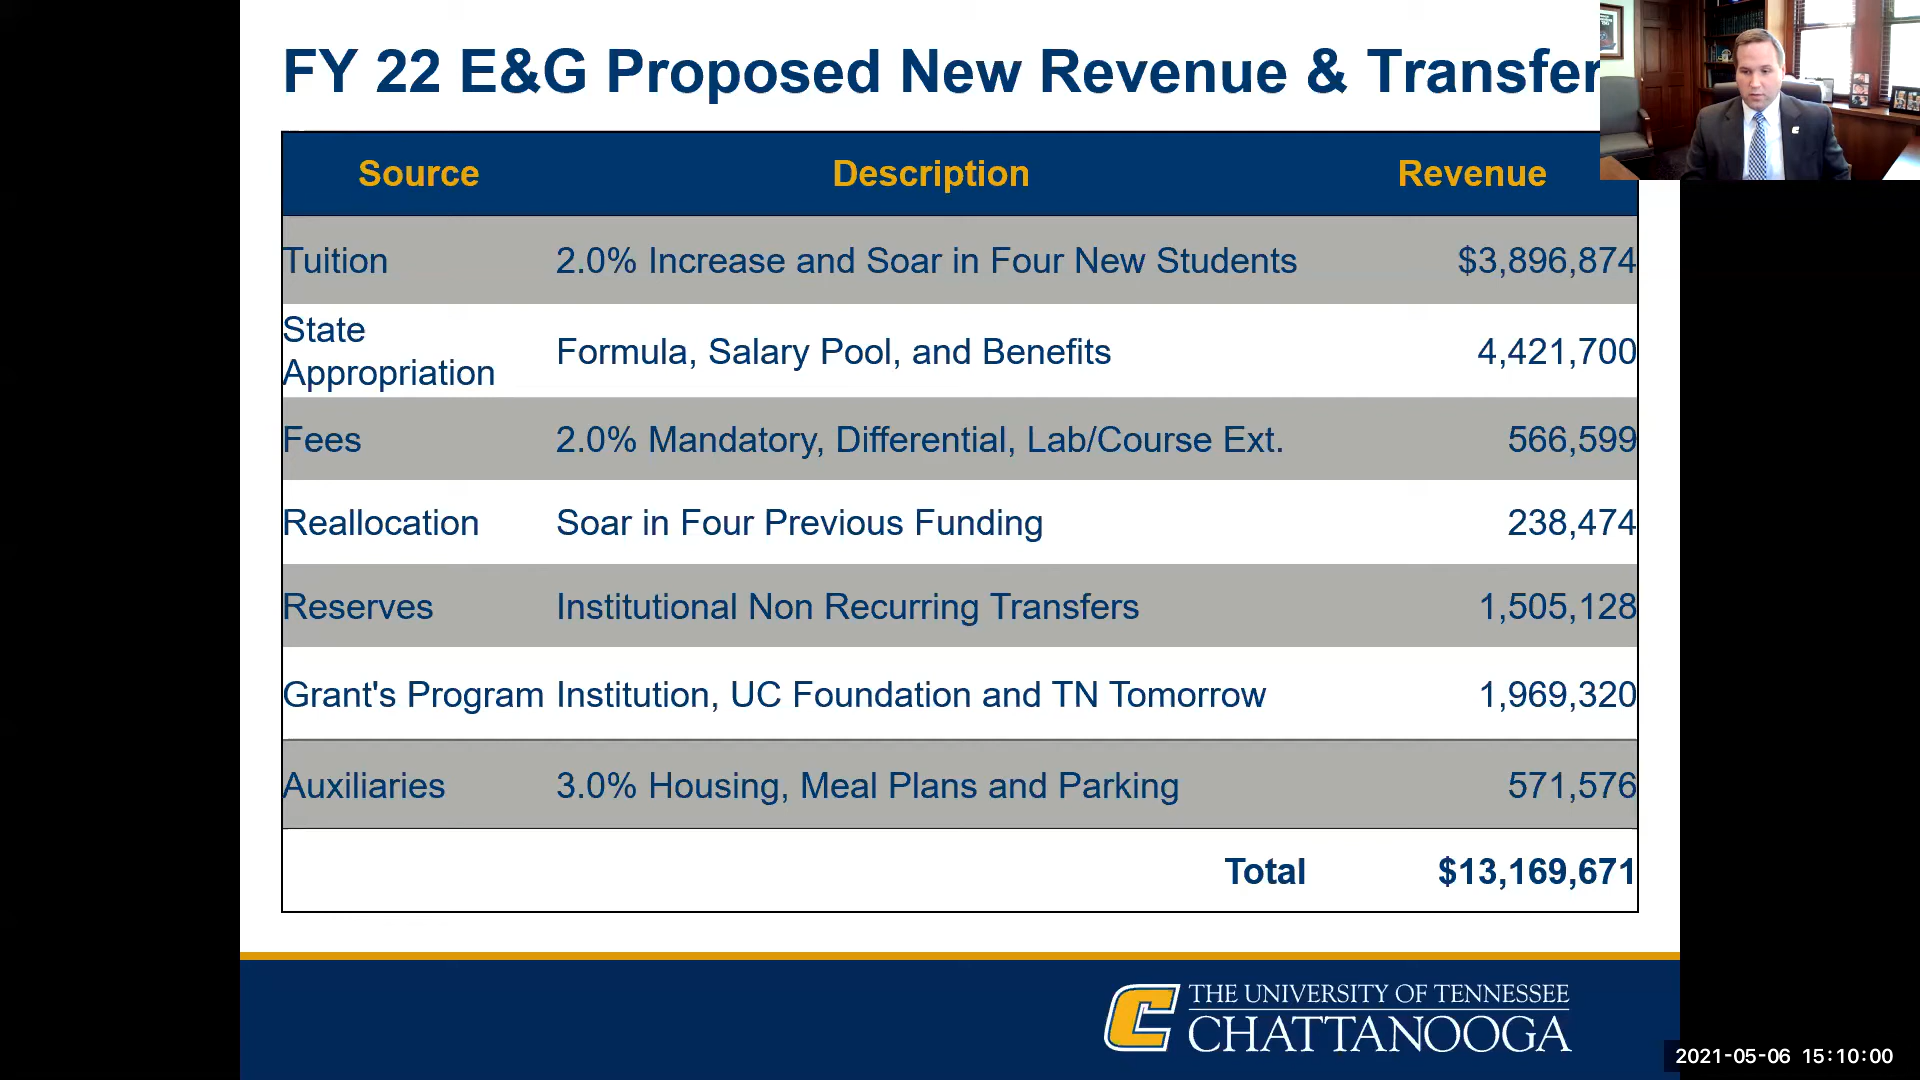 FY 22 E&G Proposed New Revenue & Transfer
Source Description Revenue
Tuition 2.0% Increase and Soar in Four New Students $3,896,874
State
Appropriation Formula, Salary Pool, and Benefits 4,421,700
Fees 2.0% Mandatory, Differential, Lab/Course Ext. 566,599
Reallocation Soar in Four Previous Funding 238,474
Reserves Institutional Non Recurring Transfers 1,505,128
Grant's Program Institution, UC Foundation and TN Tomorrow 1,969,320
Auxiliaries 3.0% Housing, Meal Plans and Parking 571,576
Total $13,169,671
THE UNIVERSITY OF TENNESSEE
CHATTANOOGA
2021-05-06 15:10:00